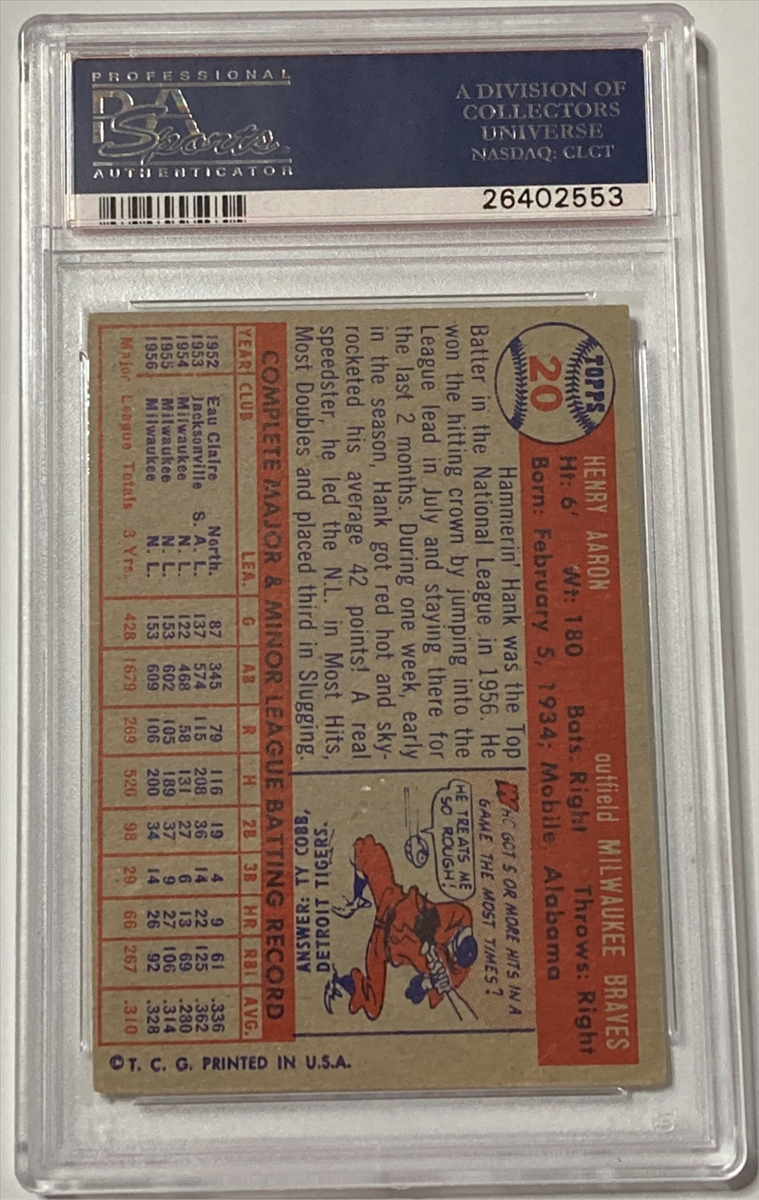 PROFESSIONAL
PSA
Sports
AUTHENTICATOR
A DIVISION OF
COLLECTORS
UNIVERSE
NASDAQ: CLCT
26402553
TOPPS
20
HENRY AARON
outfield MILWAUKEE BRAVES
Ht: 6' Wt: 180 Bats: Right Throws: Right
Born: February 5, 1934; Mobile, Alabama
Hammerin' Hank was the Top
Batter in the National League in 1956. He
won the hitting crown by jumping into the
League lead in July and staying there for
the last 2 months. During one week, early
in the season, Hank got red hot and sky-
rocketed his average 42 points! A real
speedster, he led the N.L. in Most Hits,
Most Doubles and placed third in Slugging.
WHO GOT 5 OR MORE HITS IN A
GAME THE MOST TIMES?
HE TREATS ME
SO ROUGH!
ANSWER: TY COBB,
DETROIT TIGERS.
COMPLETE MAJOR & MINOR LEAGUE BATTING RECORD
YEAR CLUB LEA. G AB R H 2B 3B HR RBI AVG.
1952 Eau Claire North. 87 345 79 116 19 4 9 61 .336
1953 Jacksonville S. A. L. 137 574 115 208 36 14 22 125 .362
1954 Milwaukee N. L. 122 468 58 131 27 6 13 69 .280
1955 Milwaukee N. L. 153 602 105 189 37 9 27 106 .314
1956 Milwaukee N. L. 153 609 106 200 34 14 26 92 .328
Major League Totals 3 Yrs. 428 1679 269 520 98 29 66 267 .310
©T. C. G. PRINTED IN U.S.A.